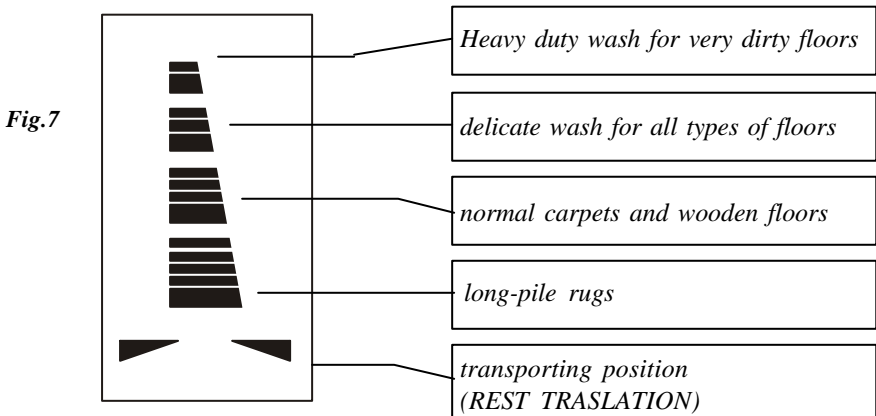 Heavy duty wash for very dirty floors
Fig.7
delicate wash for all types of floors
normal carpets and wooden floors
long-pile rugs
transporting position
(REST TRASLATION)